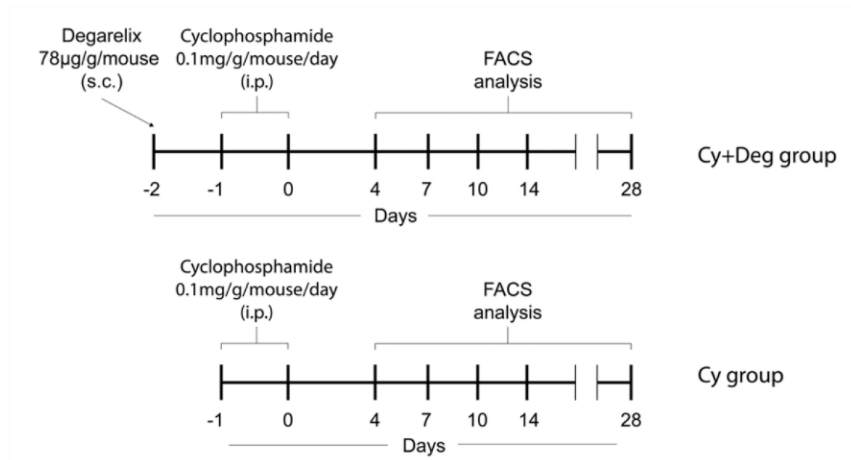 Degarelix
78µg/g/mouse
(s.c.)
Cyclophosphamide
0.1mg/g/mouse/day
(i.p.)
FACS
analysis
Cy+Deg group
-2 -1 0 4 7 10 14 28
Days
Cyclophosphamide
0.1mg/g/mouse/day
(i.p.)
FACS
analysis
Cy group
-1 0 4 7 10 14 28
Days